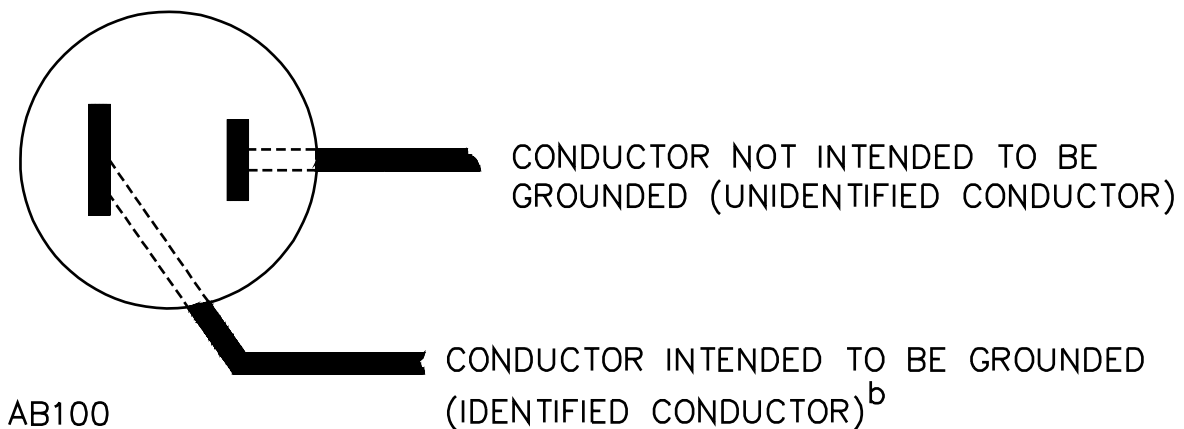 CONDUCTOR NOT INTENDED TO BE
GROUNDED (UNIDENTIFIED CONDUCTOR)
CONDUCTOR INTENDED TO BE GROUNDED
(IDENTIFIED CONDUCTOR)b
AB100